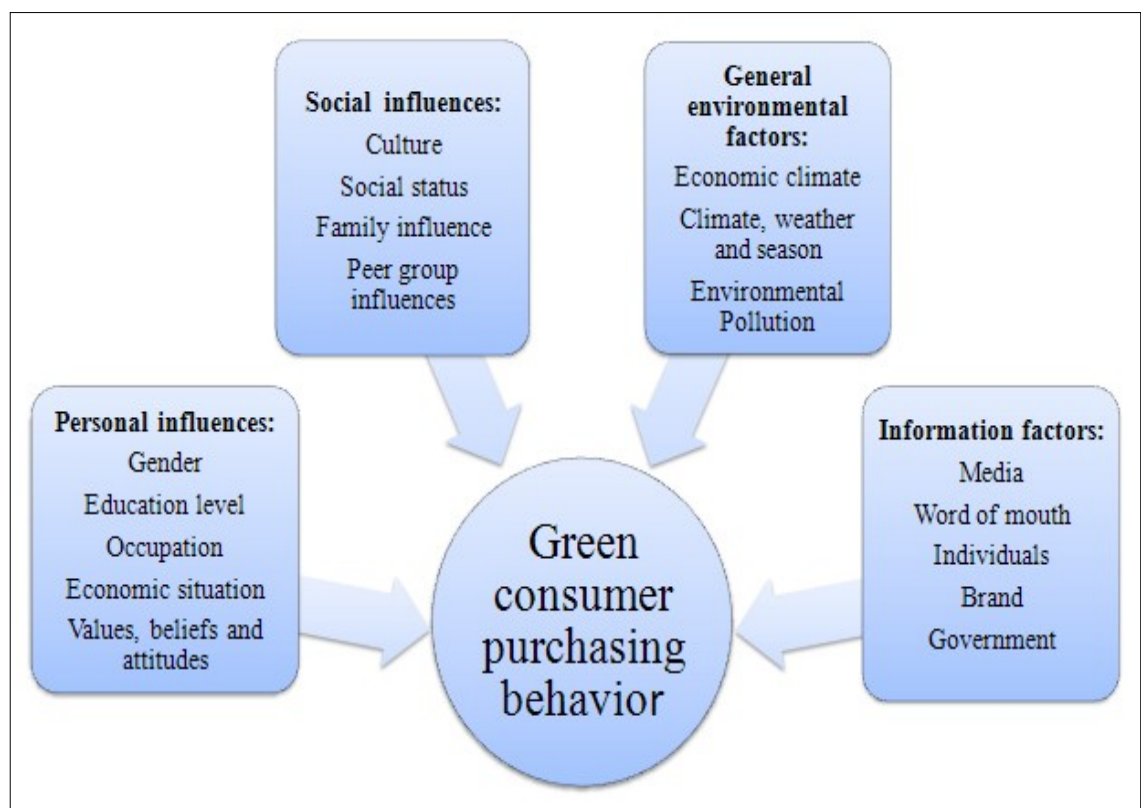 Social influences:
Culture
Social status
Family influence
Peer group
influences
General
environmental
factors:
Economic climate
Climate, weather
and season
Environmental
Pollution
Personal influences:
Gender
Education level
Occupation
Economic situation
Values, beliefs and
attitudes
Information factors:
Media
Word of mouth
Individuals
Brand
Government
Green
consumer
purchasing
behavior